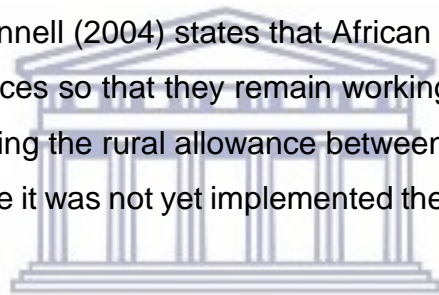 nnell (2004) states that African
ces so that they remain working
ing the rural allowance between
e it was not yet implemented the